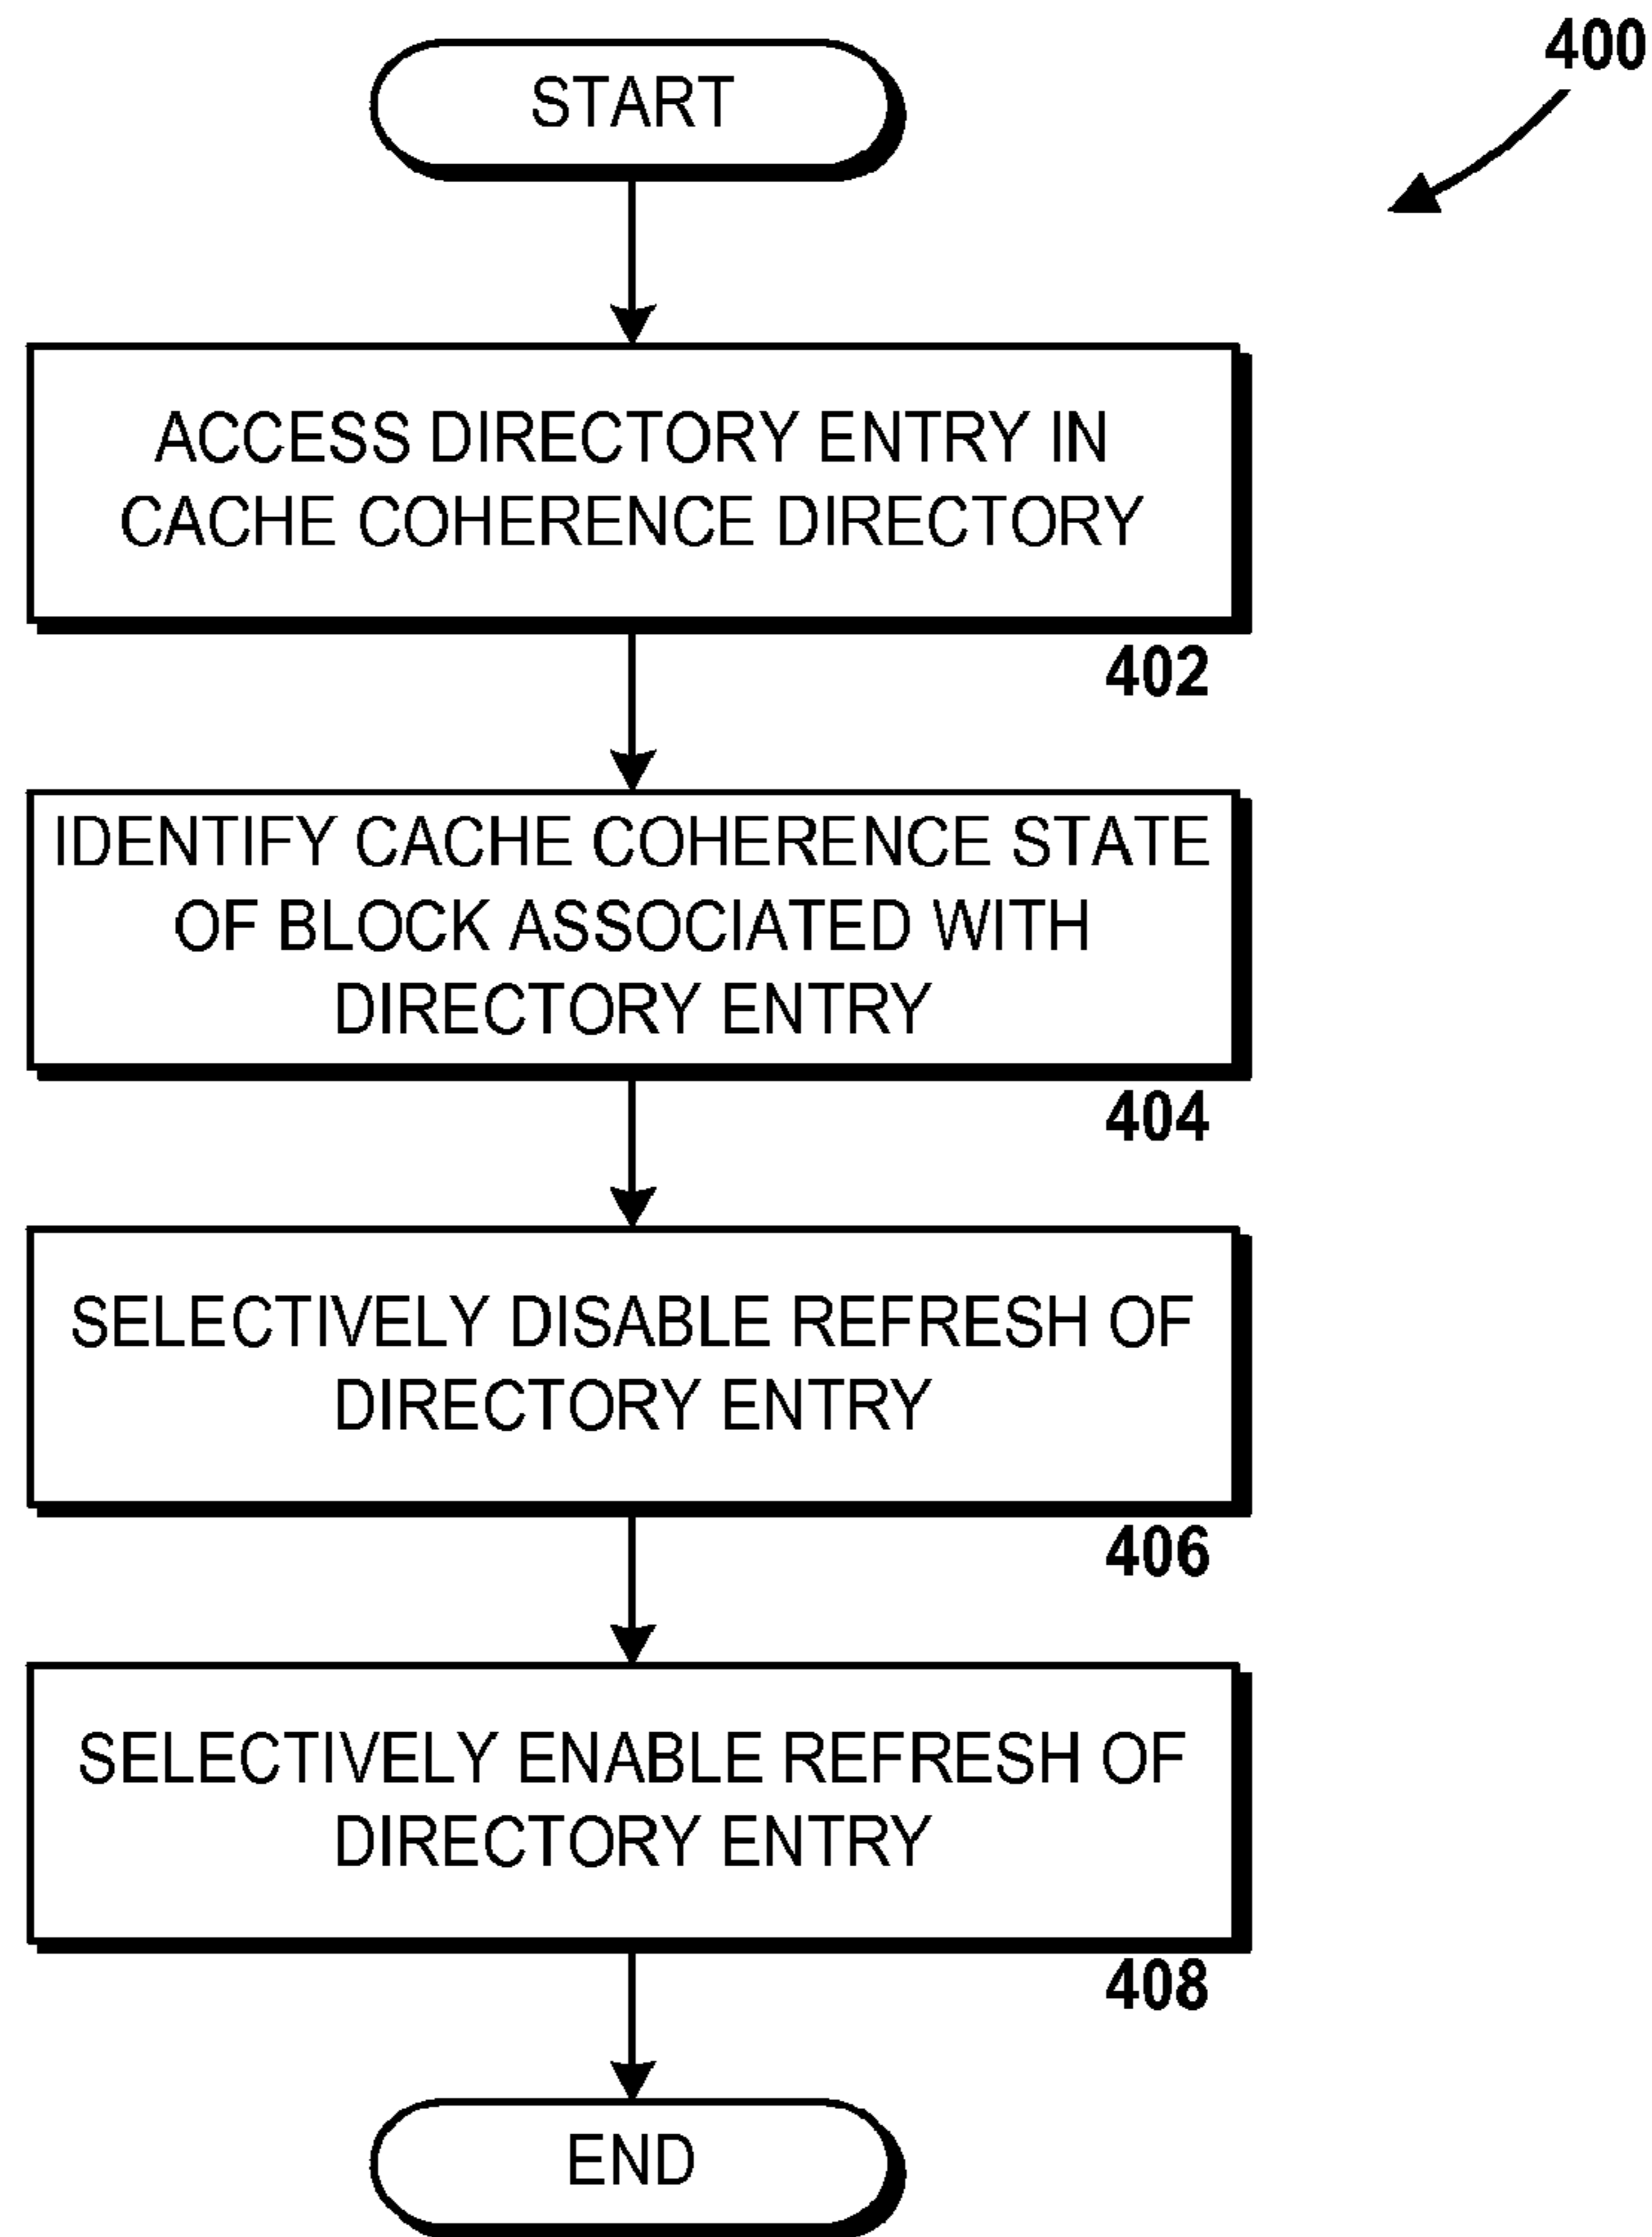 400
START
ACCESS DIRECTORY ENTRY IN
CACHE COHERENCE DIRECTORY
402
IDENTIFY CACHE COHERENCE STATE
OF BLOCK ASSOCIATED WITH
DIRECTORY ENTRY
404
SELECTIVELY DISABLE REFRESH OF
DIRECTORY ENTRY
406
SELECTIVELY ENABLE REFRESH OF
DIRECTORY ENTRY
408
END